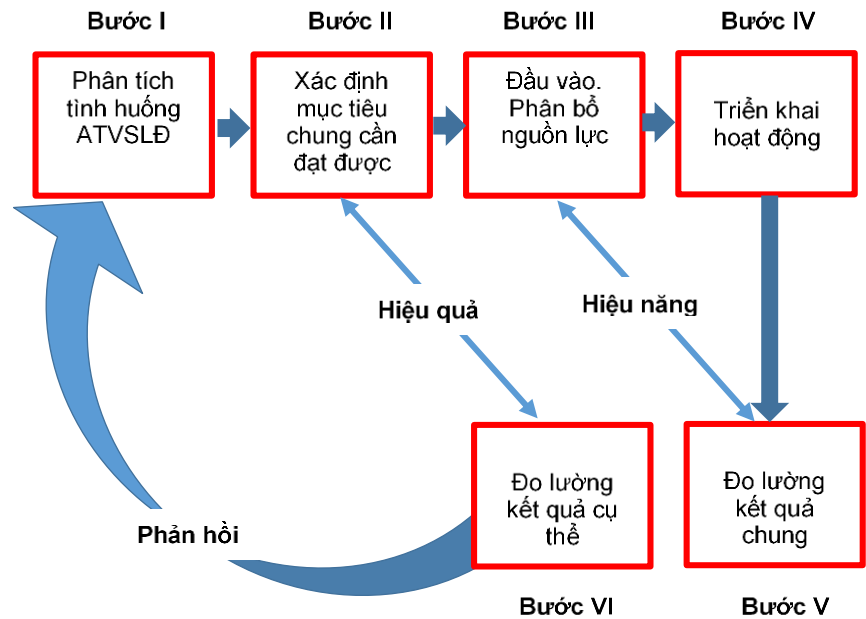 Bước I
Bước II
Bước III
Bước IV
Phân tích
tình huống
ATVSLĐ
Xác định
mục tiêu
chung cần
đạt được
Đầu vào.
Phân bổ
nguồn lực
Triển khai
hoạt động
Hiệu quả
Hiệu năng
Đo lường
kết quả cụ
thể
Đo lường
kết quả
chung
Phản hồi
Bước VI
Bước V